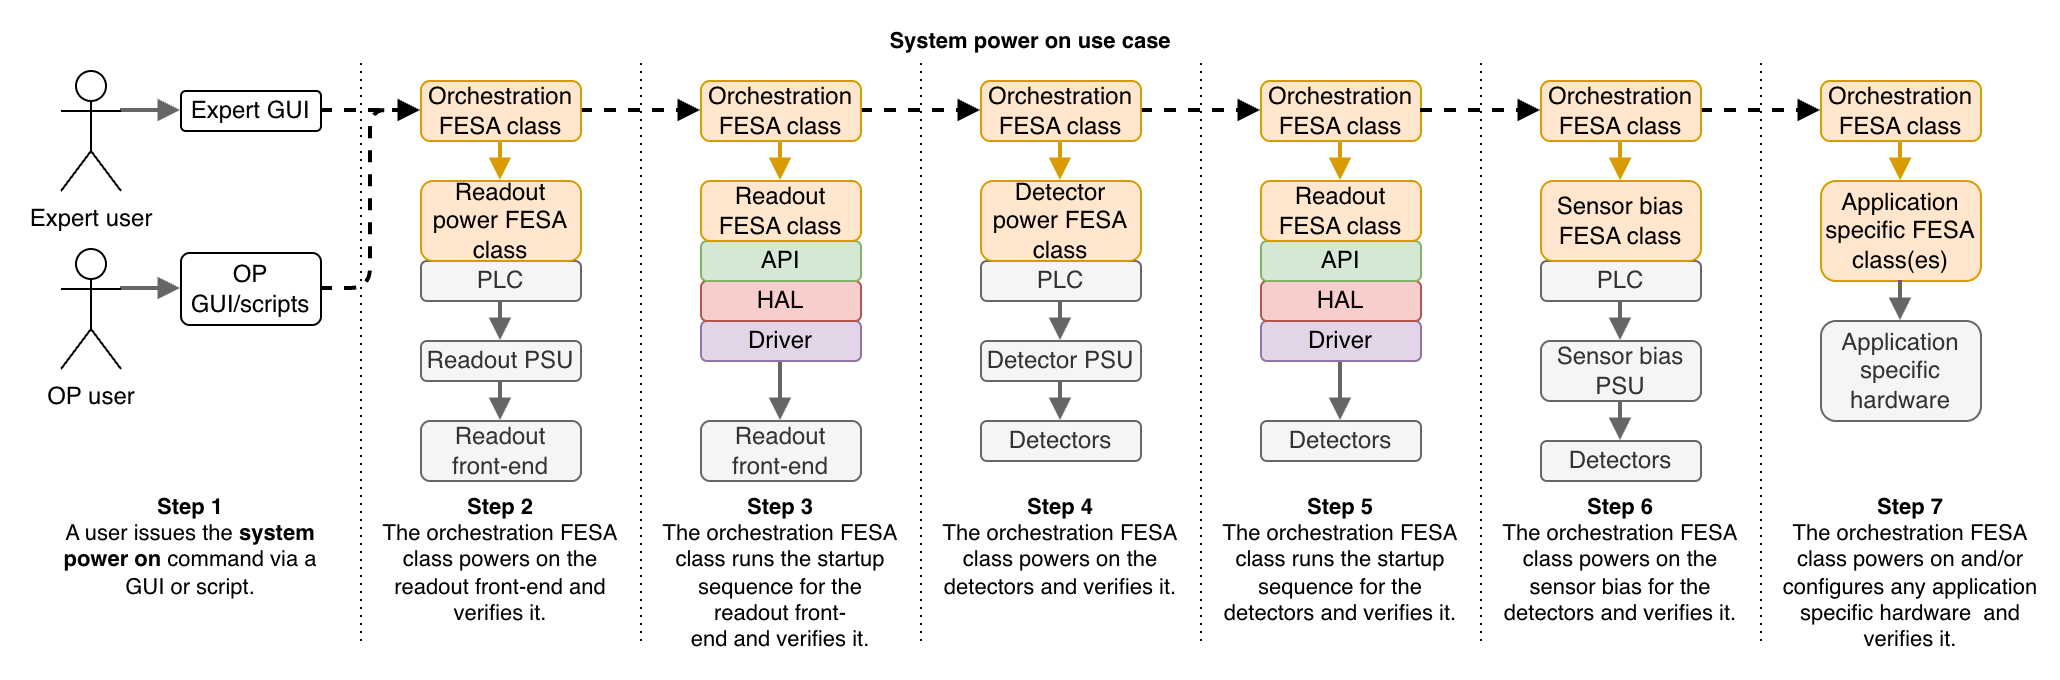 System power on use case
Expert GUI
Expert user
OP
GUI/scripts
OP user
Step 1
A user issues the system
power on command via a
GUI or script.
Orchestration
FESA class
Readout
power FESA
class
PLC
Readout PSU
Readout
front-end
Step 2
The orchestration FESA
class powers on the
readout front-end and
verifies it.
Orchestration
FESA class
Readout
FESA class
API
HAL
Driver
Readout
front-end
Step 3
The orchestration FESA
class runs the startup
sequence for the
readout front-
end and verifies it.
Orchestration
FESA class
Detector
power FESA
class
PLC
Detector PSU
Detectors
Step 4
The orchestration FESA
class powers on the
detectors and verifies it.
Orchestration
FESA class
Readout
FESA class
API
HAL
Driver
Detectors
Step 5
The orchestration FESA
class runs the startup
sequence for the
detectors and verifies it.
Orchestration
FESA class
Sensor bias
FESA class
PLC
Sensor bias
PSU
Detectors
Step 6
The orchestration FESA
class powers on the
sensor bias for the
detectors and verifies it.
Orchestration
FESA class
Application
specific FESA
class(es)
Application
specific
hardware
Step 7
The orchestration FESA
class powers on and/or
configures any application
specific hardware and
verifies it.